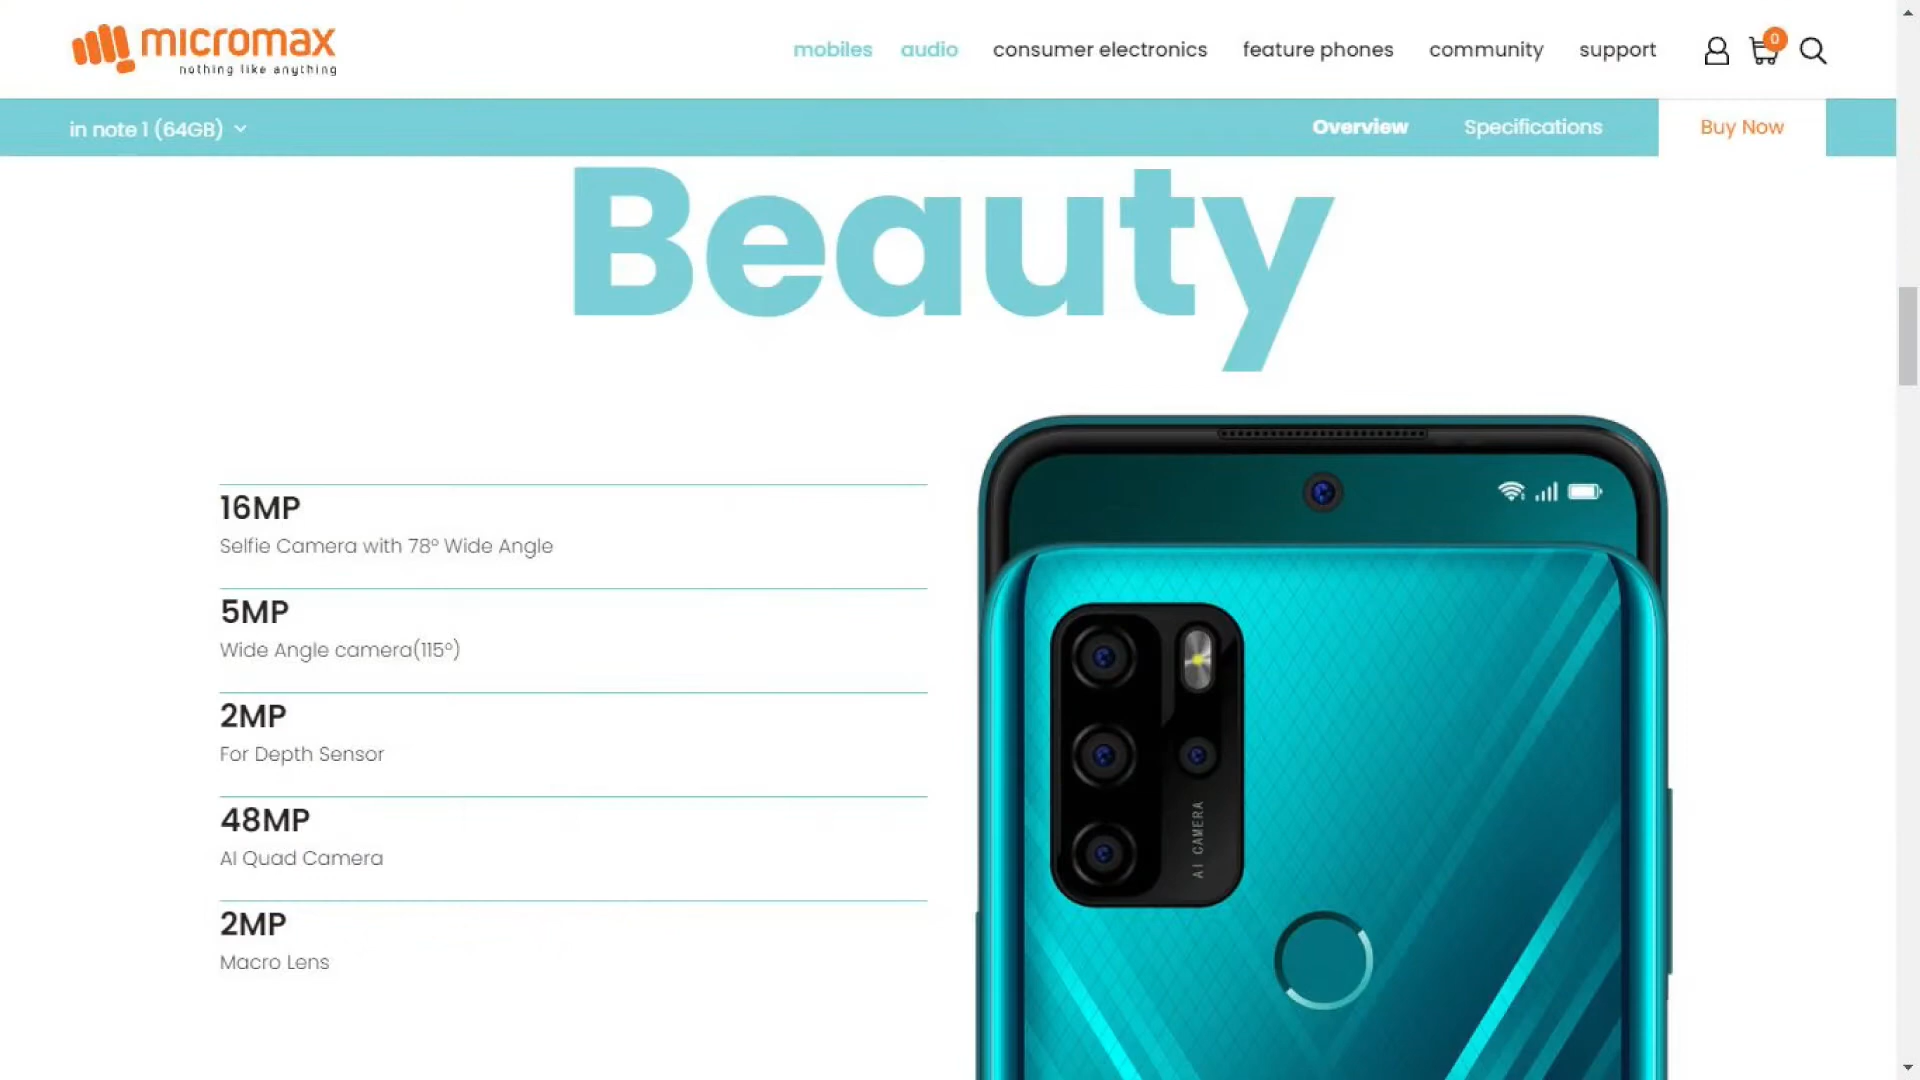 micromax
nothing like anything
mobiles audio consumer electronics feature phones community support
0
in note 1 (64GB)
Overview Specifications Buy Now
Beauty
16MP
Selfie Camera with 78° Wide Angle
5MP
Wide Angle camera(115°)
2MP
For Depth Sensor
48MP
AI Quad Camera
2MP
Macro Lens
AI CAMERA